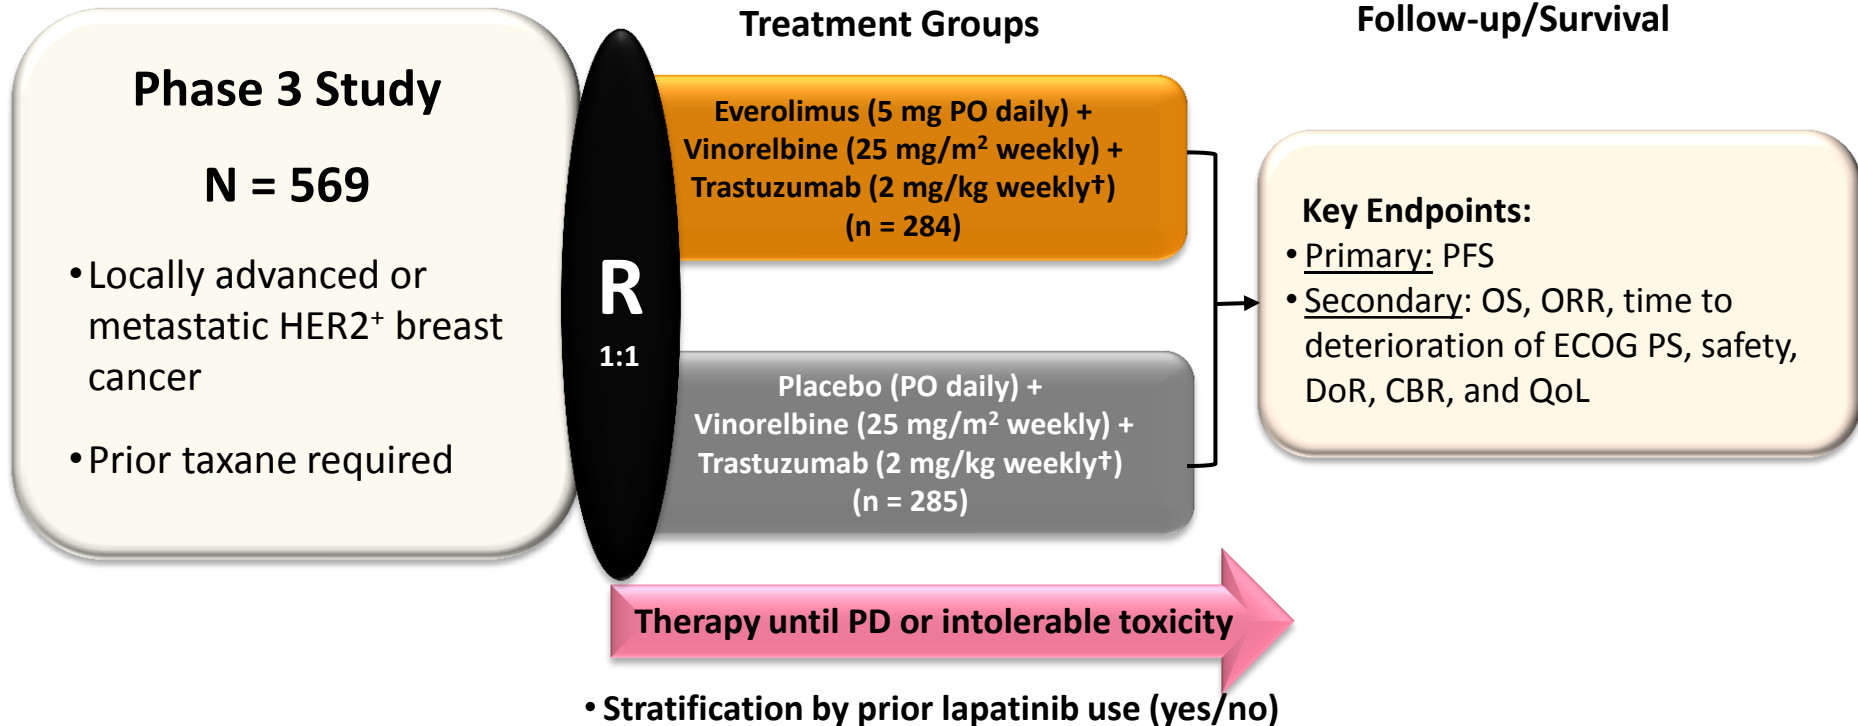 Phase 3 Study
N = 569
• Locally advanced or
metastatic HER2⁺ breast
cancer
• Prior taxane required
R
1:1
Treatment Groups
Everolimus (5 mg PO daily) +
Vinorelbine (25 mg/m² weekly) +
Trastuzumab (2 mg/kg weekly†)
(n = 284)
Placebo (PO daily) +
Vinorelbine (25 mg/m² weekly) +
Trastuzumab (2 mg/kg weekly†)
(n = 285)
Therapy until PD or intolerable toxicity
• Stratification by prior lapatinib use (yes/no)
Follow-up/Survival
Key Endpoints:
• Primary: PFS
• Secondary: OS, ORR, time to
deterioration of ECOG PS, safety,
DoR, CBR, and QoL